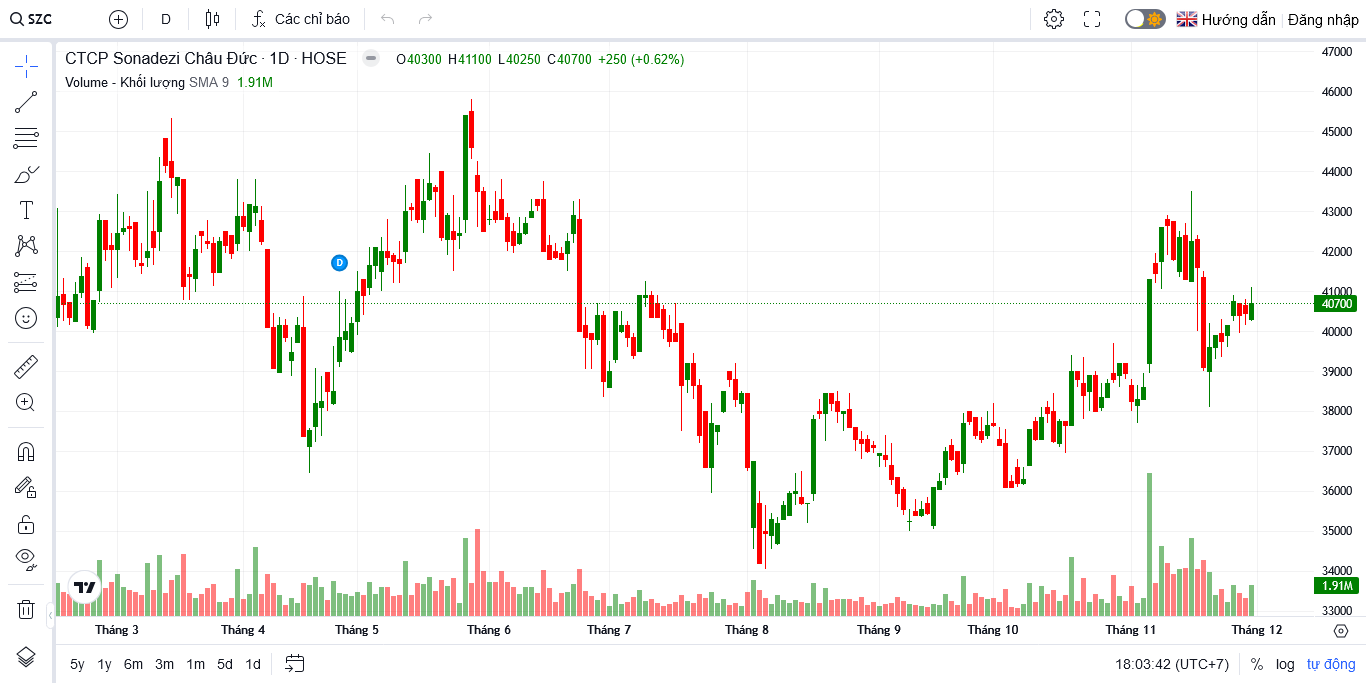 SZC D Các chỉ báo Hướng dẫn Đăng nhập
CTCP Sonadezi Châu Đức · 1D · HOSE O40300 H41100 L40250 C40700 +250 (+0.62%)
Volume - Khối lượng SMA 9 1.91M
47000
46000
45000
44000
43000
42000
D
41000
40700
40000
39000
38000
37000
36000
35000
34000
1.91M
33000
Tháng 3 Tháng 4 Tháng 5 Tháng 6 Tháng 7 Tháng 8 Tháng 9 Tháng 10 Tháng 11 Tháng 12
5y 1y 6m 3m 1m 5d 1d 18:03:42 (UTC+7) % log tự động